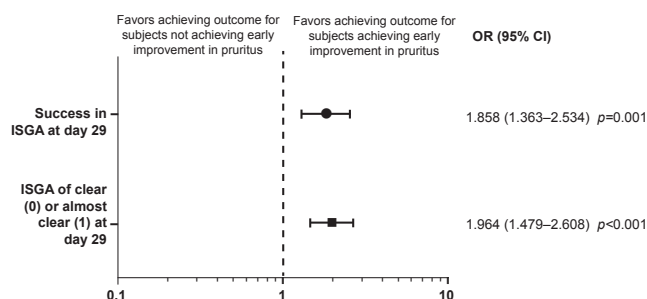 Favors achieving outcome for
subjects not achieving early
improvement in pruritus
Favors achieving outcome for
subjects achieving early
improvement in pruritus
OR (95% CI)
Success in
ISGA at day 29
1.858 (1.363–2.534) p=0.001
ISGA of clear
(0) or almost
clear (1) at
day 29
1.964 (1.479–2.608) p<0.001
0.1
1
10